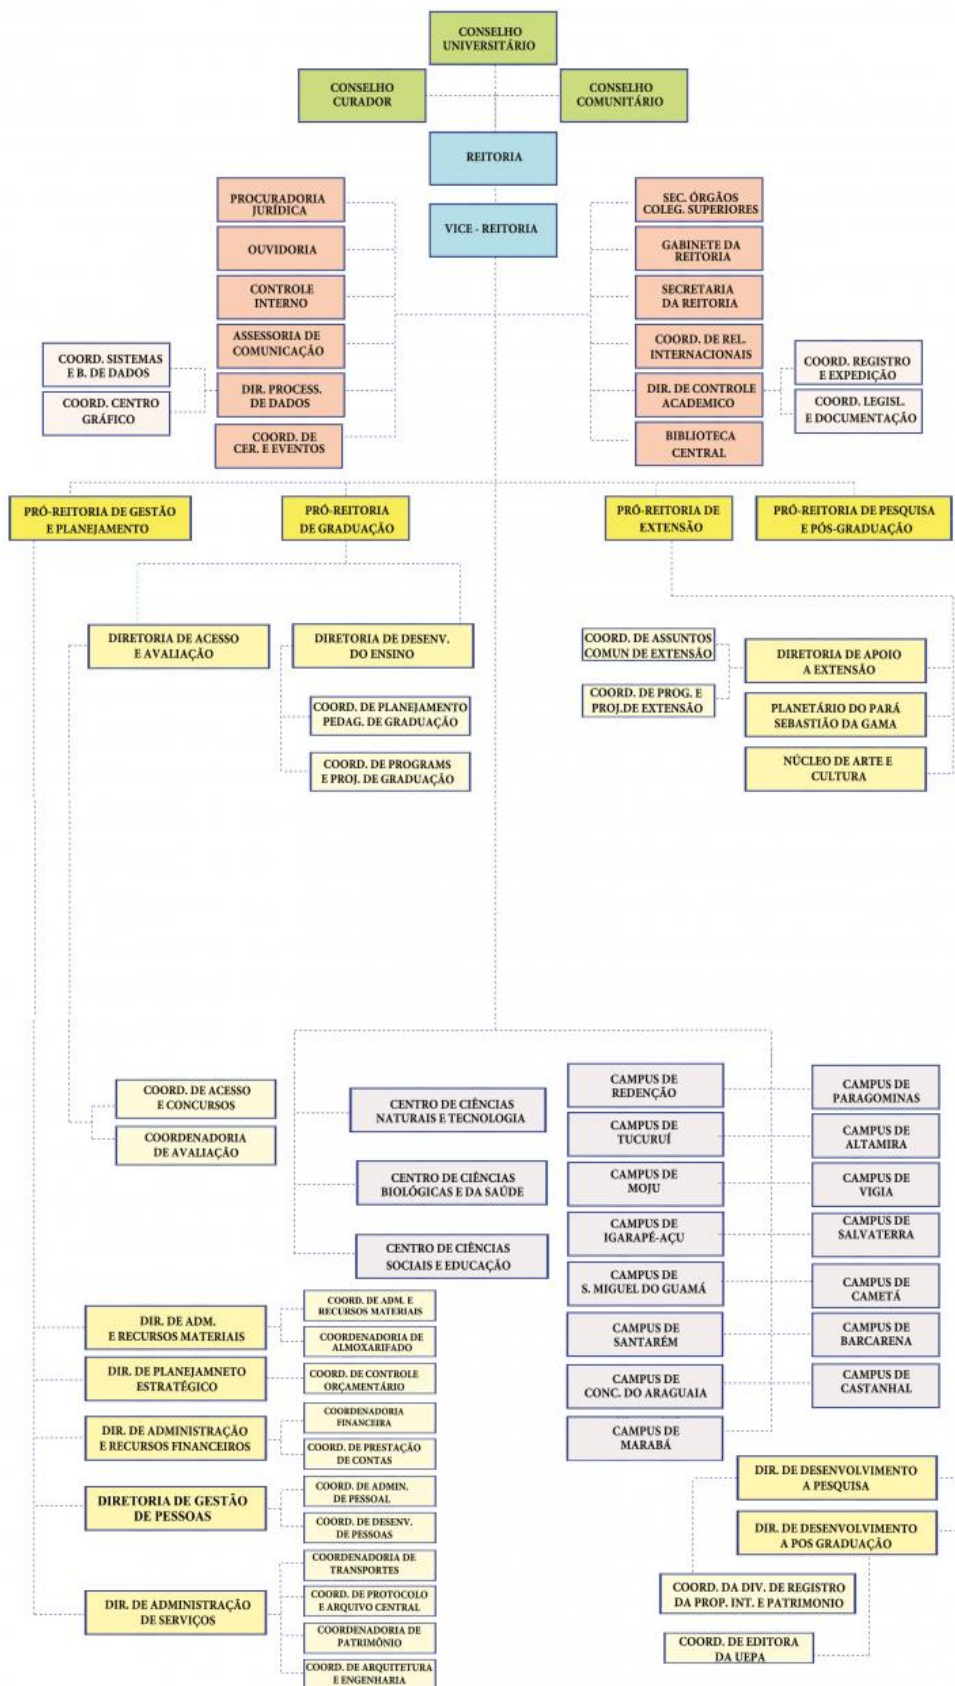 CONSELHO
UNIVERSITÁRIO
CONSELHO
CURADOR
CONSELHO
COMUNITÁRIO
REITORIA
VICE - REITORIA
PROCURADORIA
JURÍDICA
OUVIDORIA
CONTROLE
INTERNO
ASSESSORIA DE
COMUNICAÇÃO
DIR. PROCESS.
DE DADOS
COORD. DE
CER. E EVENTOS
COORD. SISTEMAS
E B. DE DADOS
COORD. CENTRO
GRÁFICO
SEC. ÓRGÃOS
COLEG. SUPERIORES
GABINETE DA
REITORIA
SECRETARIA
DA REITORIA
COORD. DE REL.
INTERNACIONAIS
DIR. DE CONTROLE
ACADEMICO
BIBLIOTECA
CENTRAL
COORD. REGISTRO
E EXPEDIÇÃO
COORD. LEGISL.
E DOCUMENTAÇÃO
PRÓ-REITORIA DE GESTÃO
E PLANEJAMENTO
PRÓ-REITORIA
DE GRADUAÇÃO
PRÓ-REITORIA DE
EXTENSÃO
PRÓ-REITORIA DE PESQUISA
E PÓS-GRADUAÇÃO
DIRETORIA DE ACESSO
E AVALIAÇÃO
DIRETORIA DE DESENV.
DO ENSINO
COORD. DE PLANEJAMENTO
PEDAG. DE GRADUAÇÃO
COORD. DE PROGRAMS
E PROJ. DE GRADUAÇÃO
COORD. DE ASSUNTOS
COMUN DE EXTENSÃO
COORD. DE PROG. E
PROJ.DE EXTENSÃO
DIRETORIA DE APOIO
A EXTENSÃO
PLANETÁRIO DO PARÁ
SEBASTIÃO DA GAMA
NÚCLEO DE ARTE E
CULTURA
COORD. DE ACESSO
E CONCURSOS
COORDENADORIA
DE AVALIAÇÃO
CENTRO DE CIÊNCIAS
NATURAIS E TECNOLOGIA
CENTRO DE CIÊNCIAS
BIOLÓGICAS E DA SAÚDE
CENTRO DE CIÊNCIAS
SOCIAIS E EDUCAÇÃO
CAMPUS DE
REDENÇÃO
CAMPUS DE
TUCURUÍ
CAMPUS DE
MOJU
CAMPUS DE
IGARAPÉ-AÇU
CAMPUS DE
S. MIGUEL DO GUAMÁ
CAMPUS DE
SANTARÉM
CAMPUS DE
CONC. DO ARAGUAIA
CAMPUS DE
MARABÁ
CAMPUS DE
PARAGOMINAS
CAMPUS DE
ALTAMIRA
CAMPUS DE
VIGIA
CAMPUS DE
SALVATERRA
CAMPUS DE
CAMETÁ
CAMPUS DE
BARCARENA
CAMPUS DE
CASTANHAL
DIR. DE ADM.
E RECURSOS MATERIAIS
COORD. DE ADM. E
RECURSOS MATERIAIS
COORDENADORIA DE
ALMOXARIFADO
DIR. DE PLANEJAMNETO
ESTRATÉGICO
COORD. DE CONTROLE
ORÇAMENTÁRIO
DIR. DE ADMINISTRAÇÃO
E RECURSOS FINANCEIROS
COORDENADORIA
FINANCEIRA
COORD. DE PRESTAÇÃO
DE CONTAS
DIRETORIA DE GESTÃO
DE PESSOAS
COORD. DE ADMIN.
DE PESSOAL
COORD. DE DESENV.
DE PESSOAS
DIR. DE ADMINISTRAÇÃO
DE SERVIÇOS
COORDENADORIA DE
TRANSPORTES
COORD. DE PROTOCOLO
E ARQUIVO CENTRAL
COORDENADORIA DE
PATRIMÔNIO
COORD. DE ARQUITETURA
E ENGENHARIA
DIR. DE DESENVOLVIMENTO
A PESQUISA
DIR. DE DESENVOLVIMENTO
A POS GRADUAÇÃO
COORD. DA DIV. DE REGISTRO
DA PROP. INT. E PATRIMONIO
COORD. DE EDITORA
DA UEPA